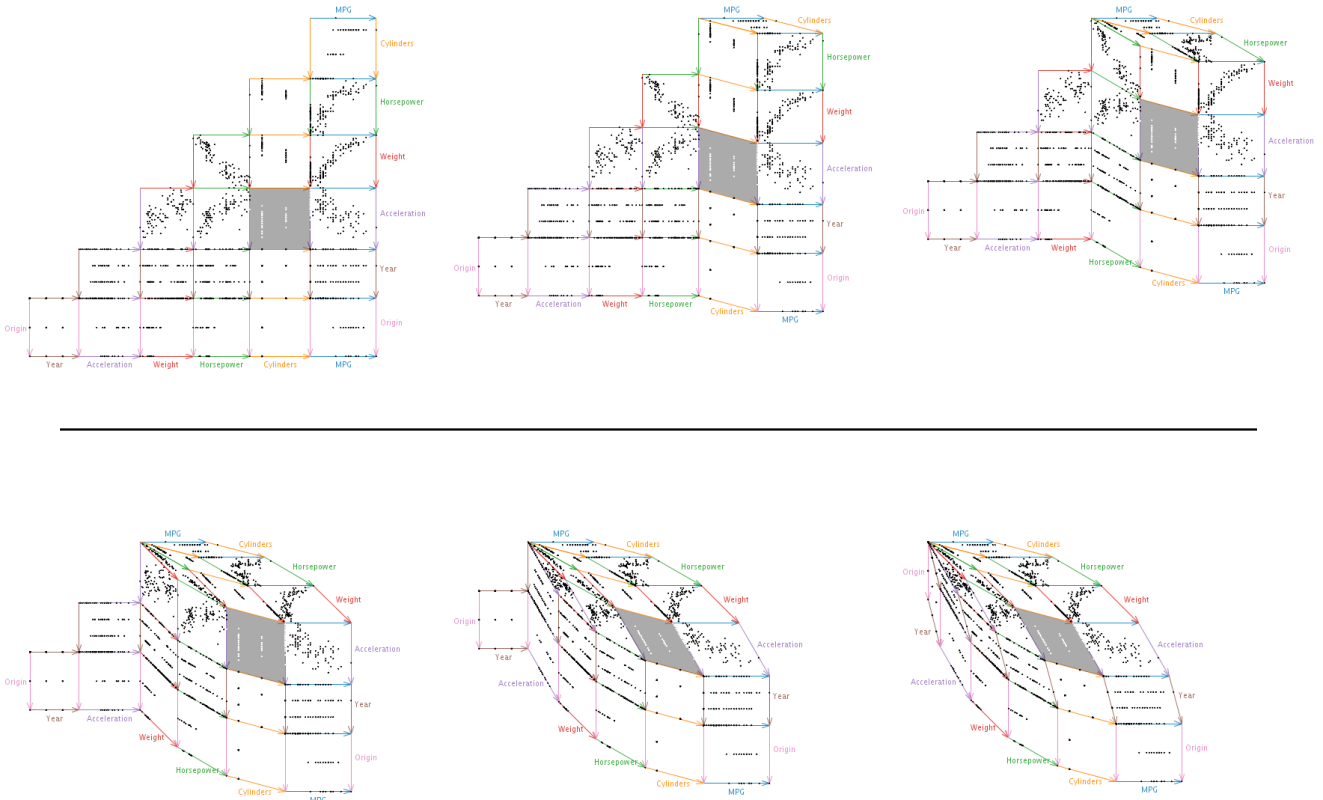 MPG
Cylinders
Horsepower
Weight
Acceleration
Year
Origin
Origin
Year
Acceleration
Weight
Horsepower
Cylinders
MPG
MPG
Cylinders
Horsepower
Weight
Acceleration
Year
Origin
Origin
Year
Acceleration
Weight
Horsepower
Cylinders
MPG
MPG
Cylinders
Horsepower
Weight
Acceleration
Year
Origin
Origin
Year
Acceleration
Weight
Horsepower
Cylinders
MPG
MPG
Cylinders
Horsepower
Weight
Acceleration
Year
Origin
Origin
Year
Acceleration
Weight
Horsepower
Cylinders
MPG
MPG
Cylinders
Horsepower
Weight
Acceleration
Year
Origin
Origin
Year
Acceleration
Weight
Horsepower
Cylinders
MPG
MPG
Cylinders
Horsepower
Weight
Acceleration
Year
Origin
Origin
Year
Acceleration
Weight
Horsepower
Cylinders
MPG